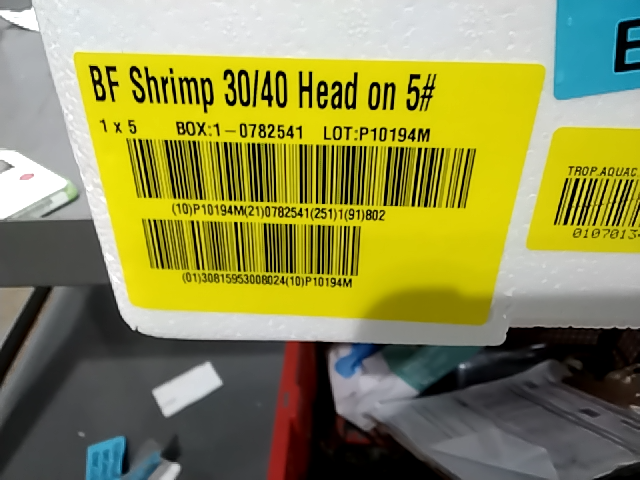 BF Shrimp 30/40 Head on 5#
1 x 5 BOX:1-0782541 LOT:P10194M
(10)P10194M(21)0782541(251)1(91)802
(01)30815953008024(10)P10194M
TROP.AQUAC.